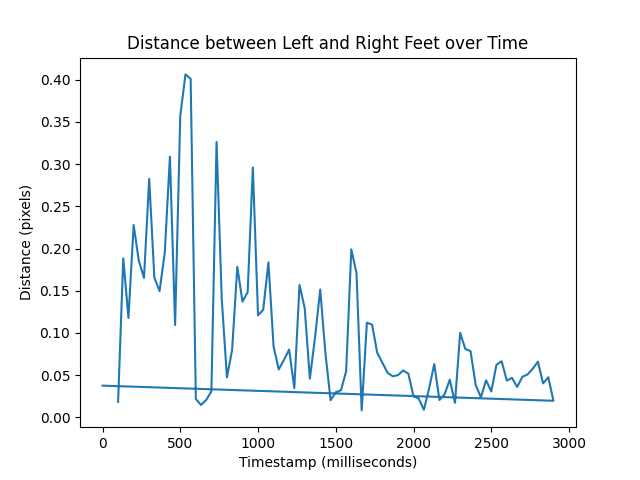 Distance between Left and Right Feet over Time
0.40
0.35
0.30
0.25
0.20
0.15
0.10
0.05
0.00
Distance (pixels)
0 500 1000 1500 2000 2500 3000
Timestamp (milliseconds)